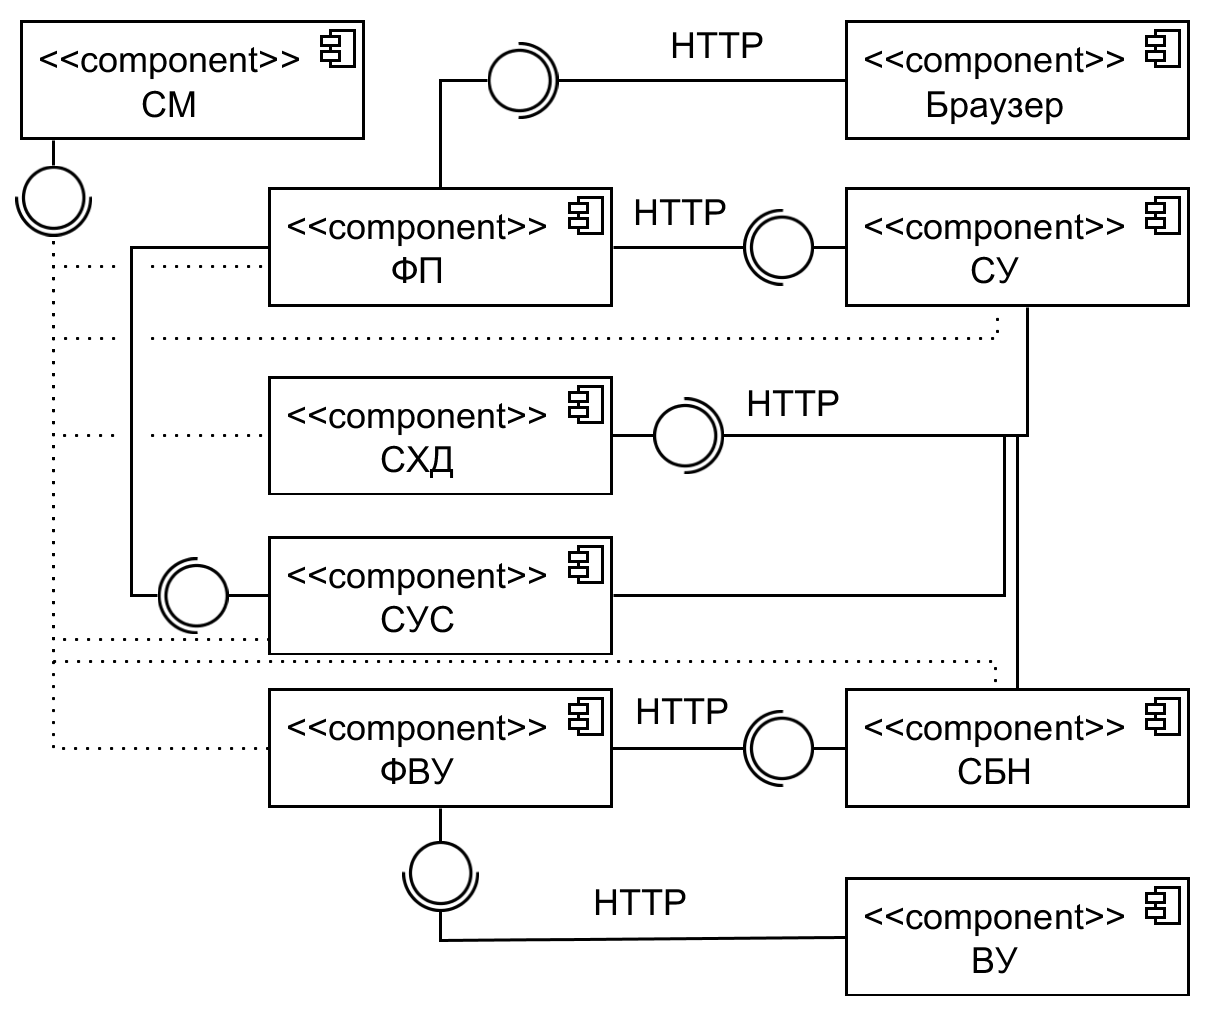 <<component>>
СМ
HTTP
<<component>>
Браузер
<<component>>
ФП
HTTP
<<component>>
СУ
<<component>>
СХД
HTTP
<<component>>
СУС
<<component>>
ФВУ
HTTP
<<component>>
СБН
HTTP
<<component>>
ВУ